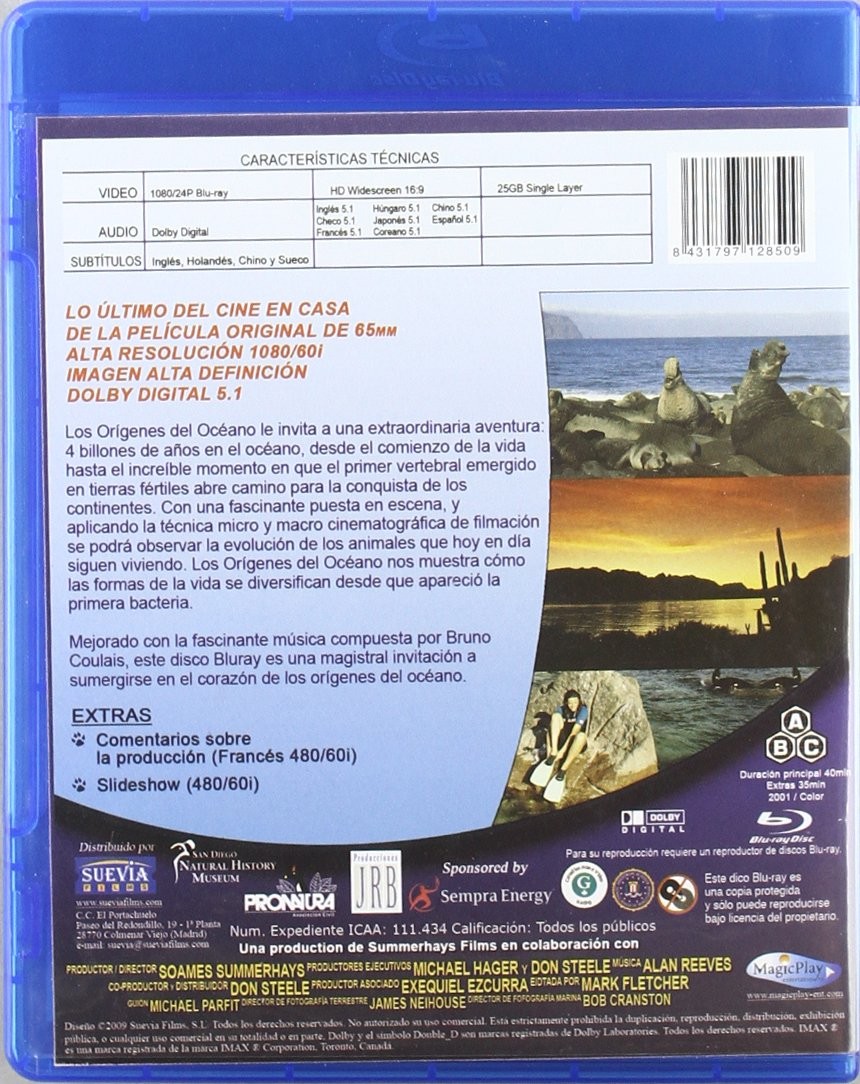 CARACTERÍSTICAS TÉCNICAS
VIDEO 1080/24P Blu-ray HD Widescreen 16:9 25GB Single Layer
AUDIO Dolby Digital
Inglés 5.1 Húngaro 5.1 Chino 5.1
Checo 5.1 Japonés 5.1 Español 5.1
Francés 5.1 Coreano 5.1
SUBTÍTULOS Inglés, Holandés, Chino y Sueco
8 431797 128509
LO ÚLTIMO DEL CINE EN CASA
DE LA PELÍCULA ORIGINAL DE 65MM
ALTA RESOLUCIÓN 1080/60i
IMAGEN ALTA DEFINICIÓN
DOLBY DIGITAL 5.1
Los Orígenes del Océano le invita a una extraordinaria aventura:
4 billones de años en el océano, desde el comienzo de la vida
hasta el increíble momento en que el primer vertebral emergido
en tierras fértiles abre camino para la conquista de los
continentes. Con una fascinante puesta en escena, y
aplicando la técnica micro y macro cinematográfica de filmación
se podrá observar la evolución de los animales que hoy en día
siguen viviendo. Los Orígenes del Océano nos muestra cómo
las formas de la vida se diversifican desde que apareció la
primera bacteria.
Mejorado con la fascinante música compuesta por Bruno
Coulais, este disco Bluray es una magistral invitación a
sumergirse en el corazón de los orígenes del océano.
EXTRAS
Comentarios sobre
la producción (Francés 480/60i)
Slideshow (480/60i)
A
B C
Duración principal 40min
Extras 35min
2001 / Color
DOLBY
DIGITAL
Blu-ray Disc
Para su reproducción requiere un reproductor de discos Blu-ray.
Distribuido por
SUEVIA
FILMS
www.sueviafilms.com
C.C. El Portachuelo
Paseo del Redondillo, 19 - 1ª Planta
28770 Colmenar Viejo (Madrid)
e-mail: suevia@sueviafilms.com
SAN DIEGO
NATURAL HISTORY
MUSEUM
PRONATURA
Asociación Civil
Producciones
JRB
Sponsored by
Sempra Energy
G
Este dico Blu-ray es
una copia protegida
y sólo puede reproducirse
bajo licencia del propietario.
Num. Expediente ICAA: 111.434 Calificación: Todos los públicos
Una production de Summerhays Films en colaboración con
PRODUCTOR / DIRECTOR SOAMES SUMMERHAYS PRODUCTORES EJECUTIVOS MICHAEL HAGER Y DON STEELE MÚSICA ALAN REEVES
CO-PRODUCTOR Y DISTRIBUIDOR DON STEELE PRODUCTOR ASOCIADO EXEQUIEL EZCURRA EIDTADA POR MARK FLETCHER
GUIÓN MICHAEL PARFIT DIRECTOR DE FOTOGRAFÍA TERRESTRE JAMES NEIHOUSE DIRECTOR DE FOFOGRAFÍA MARINA BOB CRANSTON
MagicPlay
entertainment
www.magicplay-ent.com
Diseño ©2009 Suevia Films, S.L. Todos los derechos reservados. No autorizado su uso comercial. Está estrictamente prohibida la duplicación, reproducción, distribución, exhibición
pública, o cualquier uso comercial en su totalidad o en parte. Dolby y el símbolo Double_D son marcas registradas de Dolby Laboratories. Todos los derechos reservados. IMAX ®
es una marca registrada de la marca IMAX ® Corporation, Toronto, Canada.